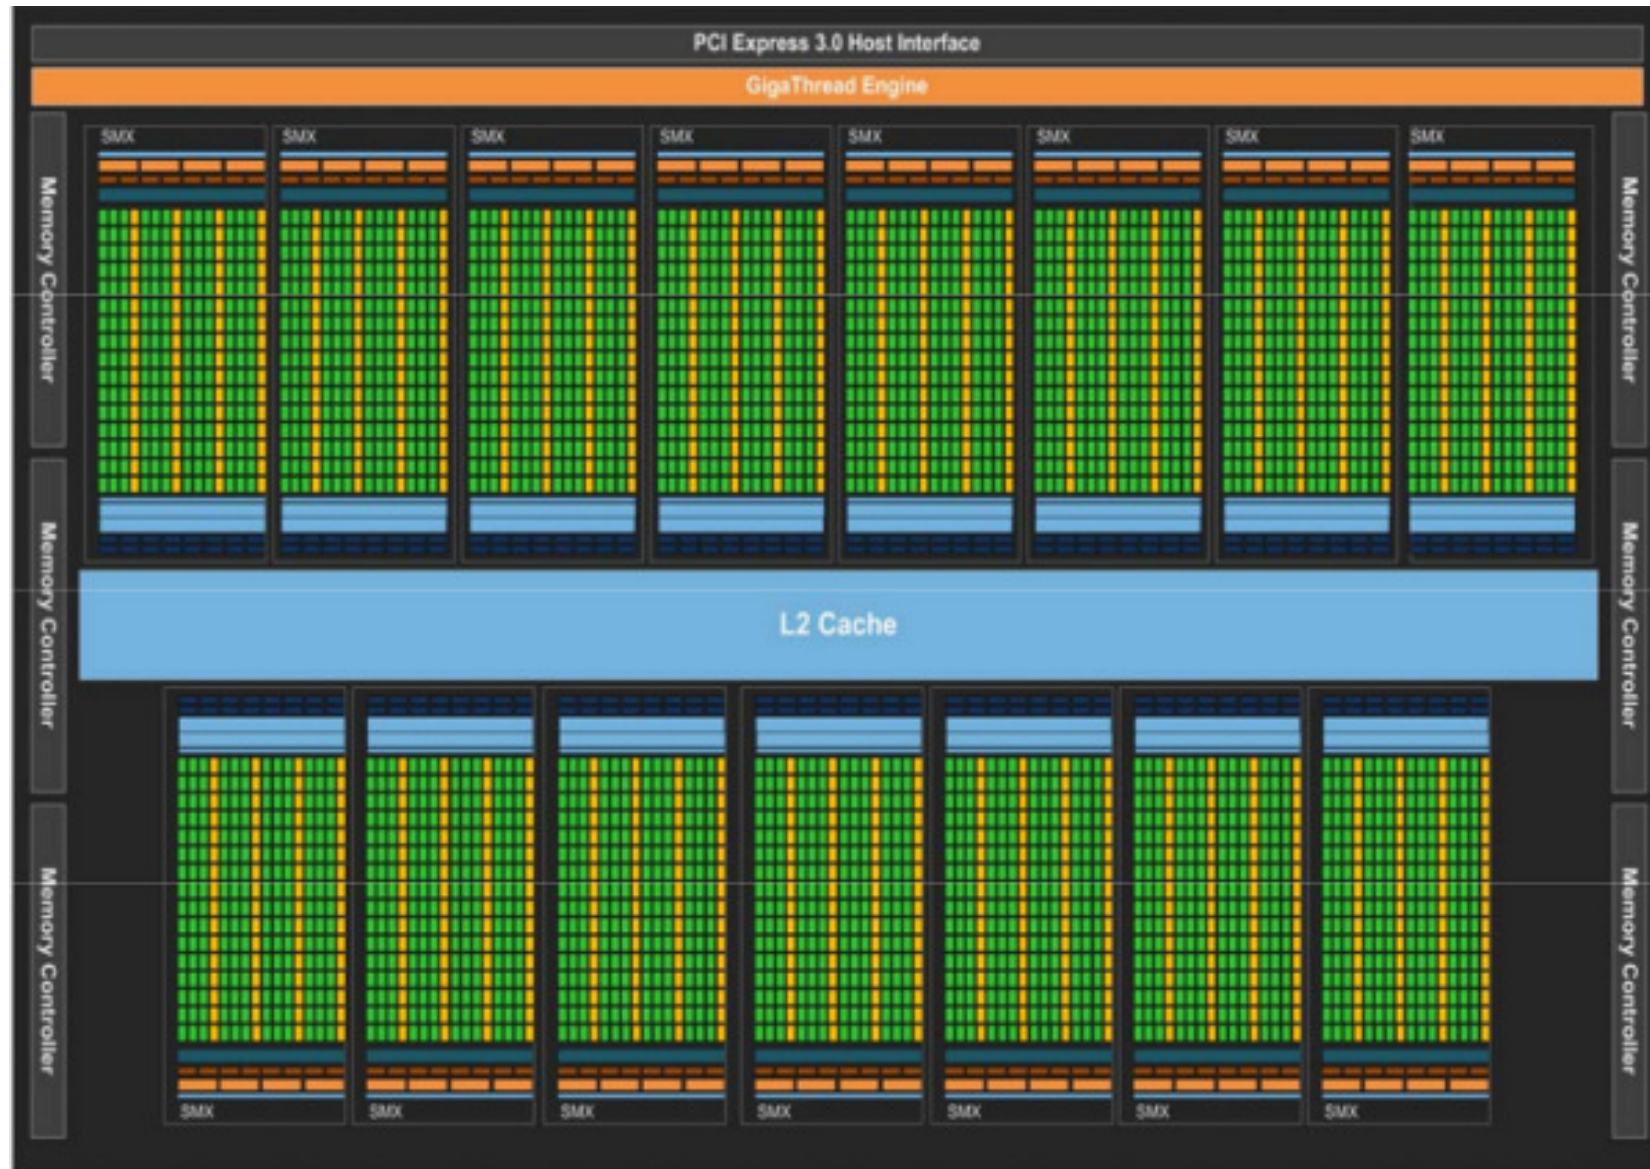 PCI Express 3.0 Host Interface
GigaThread Engine
SMX
SMX
SMX
SMX
SMX
SMX
SMX
SMX
Memory Controller
Memory Controller
Memory Controller
Memory Controller
L2 Cache
Memory Controller
Memory Controller
SMX
SMX
SMX
SMX
SMX
SMX
SMX